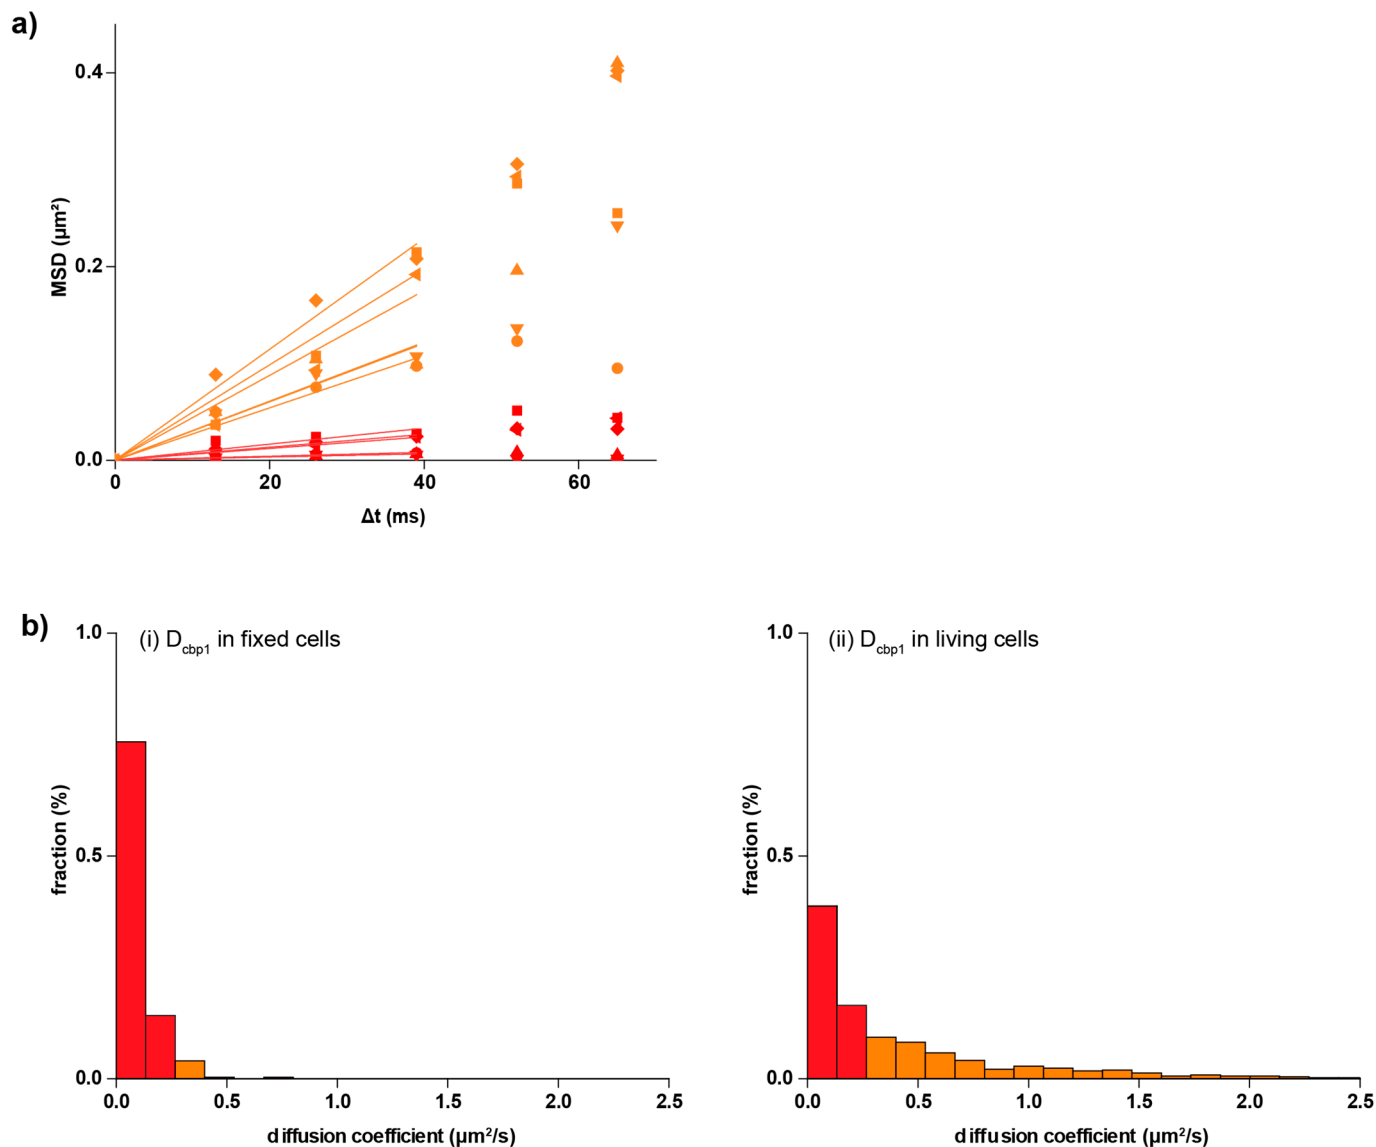 a)
0.4
0.2
0.0
MSD (µm²)
0 20 40 60
Δt (ms)
b)
(i) Dcbp1 in fixed cells
1.0
0.5
0.0
fraction (%)
0.0 0.5 1.0 1.5 2.0 2.5
diffusion coefficient (µm²/s)
(ii) Dcbp1 in living cells
1.0
0.5
0.0
fraction (%)
0.0 0.5 1.0 1.5 2.0 2.5
diffusion coefficient (µm²/s)